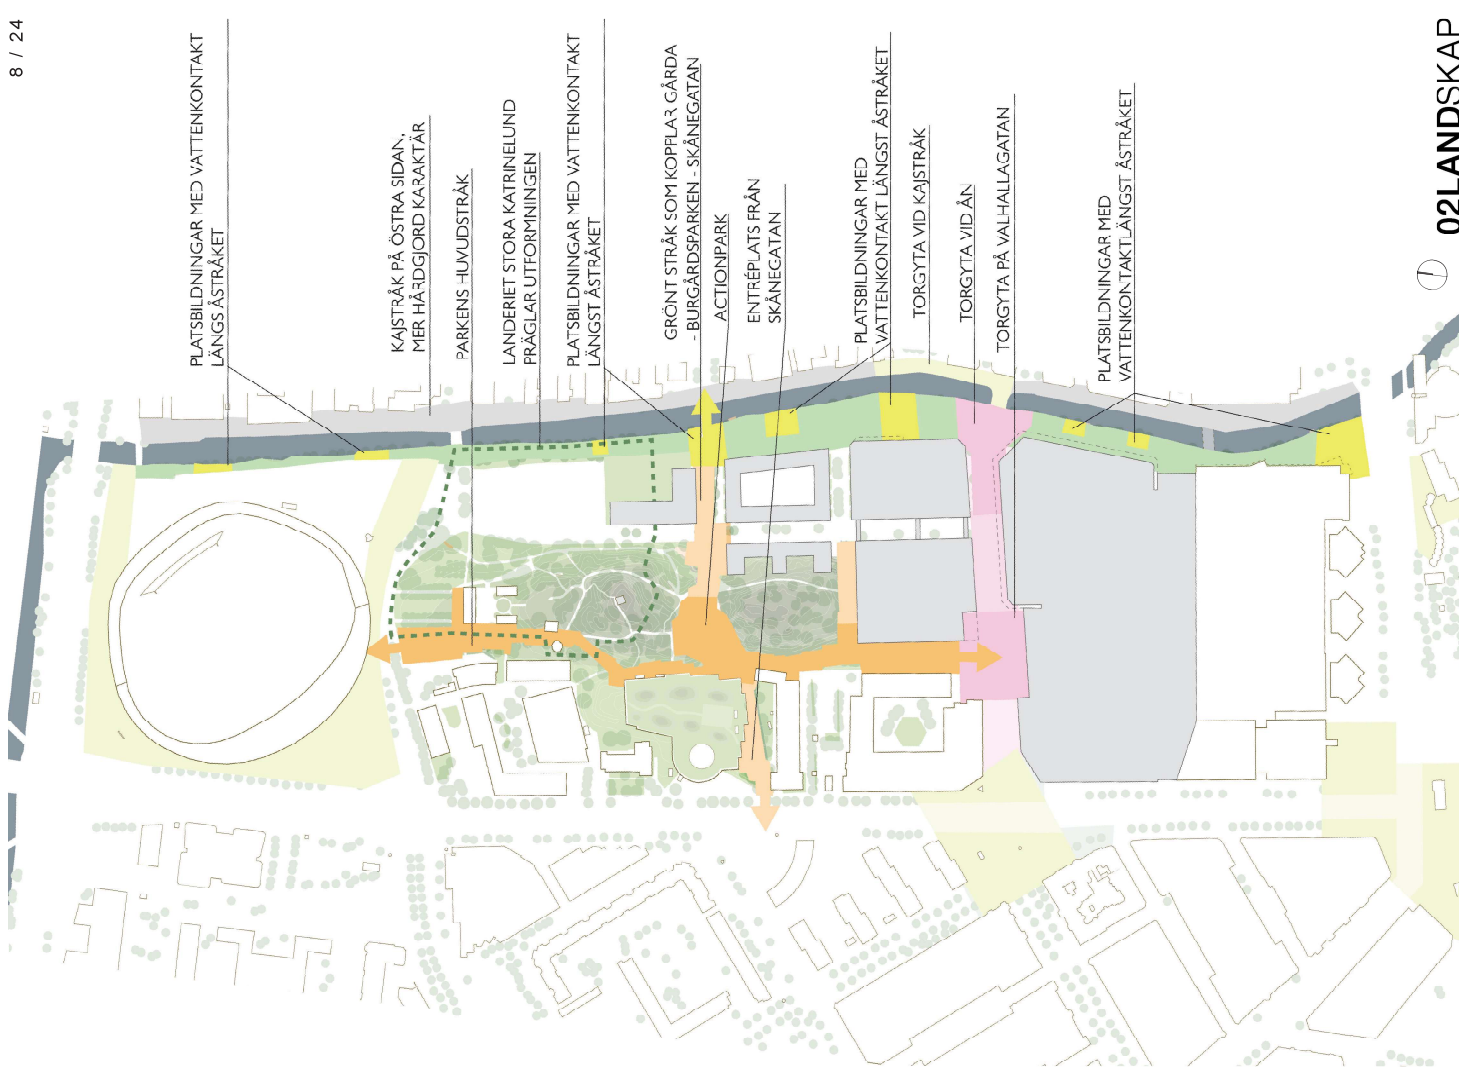 8 / 24
PLATSBILDNINGAR MED VATTENKONTAKT
LÄNGS ÅSTRÅKET
KAJSTRÅK PÅ ÖSTRA SIDAN,
MER HÅRDGJORD KARAKTÄR
PARKENS HUVUDSTRÅK
LANDERIET STORA KATRINELUND
PRÄGLAR UTFORMNINGEN
PLATSBILDNINGAR MED VATTENKONTAKT
LÄNGST ÅSTRÅKET
GRÖNT STRÅK SOM KOPPLAR GÅRDA
- BURGÅRDSPARKEN - SKÅNEGATAN
ACTIONPARK
ENTRÉPLATS FRÅN
SKÅNEGATAN
PLATSBILDNINGAR MED
VATTENKONTAKT LÄNGST ÅSTRÅKET
TORGYTA VID KAJSTRÅK
TORGYTA VID ÅN
TORGYTA PÅ VALHALLAGATAN
PLATSBILDNINGAR MED
VATTENKONTAKTLÄNGST ÅSTRÅKET
02LANDSKAP